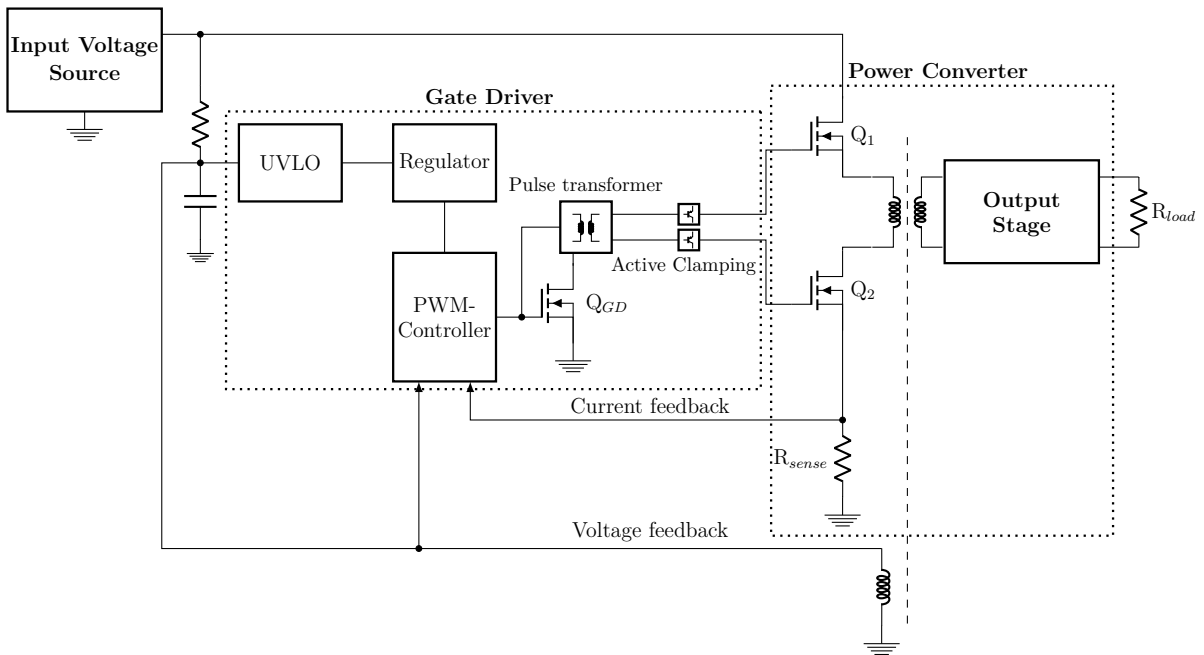 Input Voltage
Source
Power Converter
Gate Driver
UVLO
Regulator
Q1
Pulse transformer
Output
Stage
Rload
Active Clamping
Q2
PWM-
Controller
QGD
Current feedback
Rsense
Voltage feedback